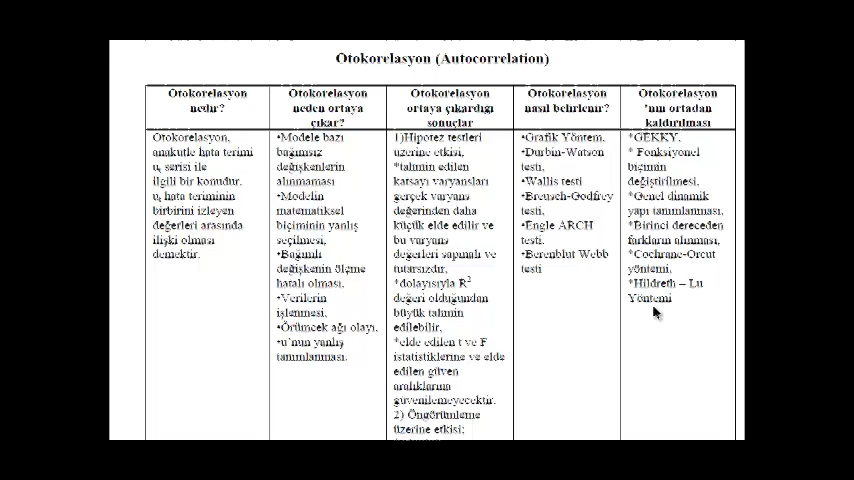 Otokorelasyon (Autocorrelation)
Otokorelasyon
nedir?
Otokorelasyon,
anakütle hata terimi
uᵢ serisi ile
ilgili bir konudur.
uᵢ hata teriminin
birbirini izleyen
değerleri arasında
ilişki olması
demektir.
Otokorelasyon
neden ortaya
çıkar?
•Modele bazı
bağımsız
değişkenlerin
alınmaması
•Modelin
matematiksel
biçiminin yanlış
seçilmesi,
•Bağımlı
değişkenin ölçme
hatalı olması,
•Verilerin
işlenmesi,
•Örümcek ağı olayı,
•u'nun yanlış
tanımlanması.
Otokorelasyon
ortaya çıkardığı
sonuçlar
1)Hipotez testleri
üzerine etkisi,
*tahmin edilen
katsayı varyansları
gerçek varyans
değerinden daha
küçük elde edilir ve
bu varyans
değerleri sapmalı ve
tutarsızdır,
*dolayısıyla R²
değeri olduğundan
büyük tahmin
edilebilir,
*elde edilen t ve F
istatistiklerine ve elde
edilen güven
aralıklarına
güvenilemeyecektir.
2) Öngörümleme
üzerine etkisi;
Otokorelasyon
nasıl belirlenir?
•Grafik Yöntem,
•Durbin-Watson
testi,
•Wallis testi
•Breusch-Godfrey
testi,
•Engle ARCH
testi.
•Berenblut Webb
testi
Otokorelasyon
'nın ortadan
kaldırılması
*GEKKY,
* Fonksiyonel
biçimin
değiştirilmesi,
*Genel dinamik
yapı tanımlanması,
*Birinci dereceden
farkların alınması,
*Cochrane-Orcut
yöntemi,
*Hildreth – Lu
Yöntemi